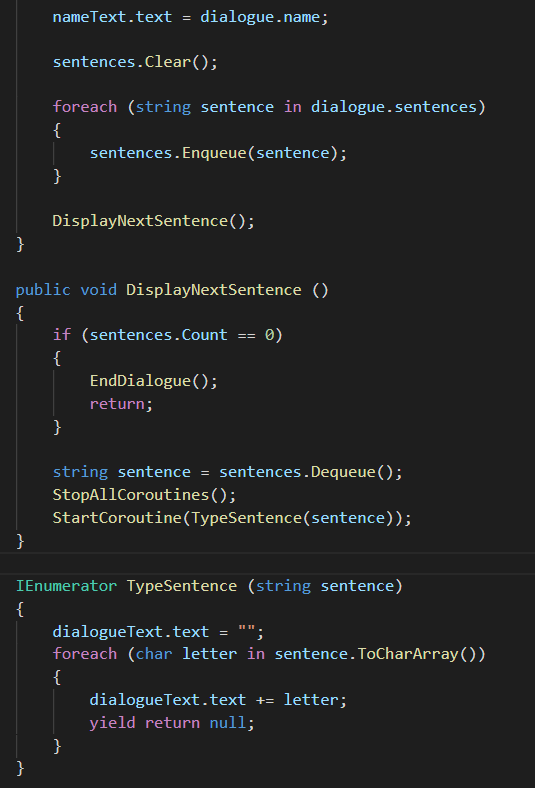 nameText.text = dialogue.name;
sentences.Clear();
foreach (string sentence in dialogue.sentences)
{
sentences.Enqueue(sentence);
}
DisplayNextSentence();
}
public void DisplayNextSentence ()
{
if (sentences.Count == 0)
{
EndDialogue();
return;
}
string sentence = sentences.Dequeue();
StopAllCoroutines();
StartCoroutine(TypeSentence(sentence));
}
IEnumerator TypeSentence (string sentence)
{
dialogueText.text = "";
foreach (char letter in sentence.ToCharArray())
{
dialogueText.text += letter;
yield return null;
}
}